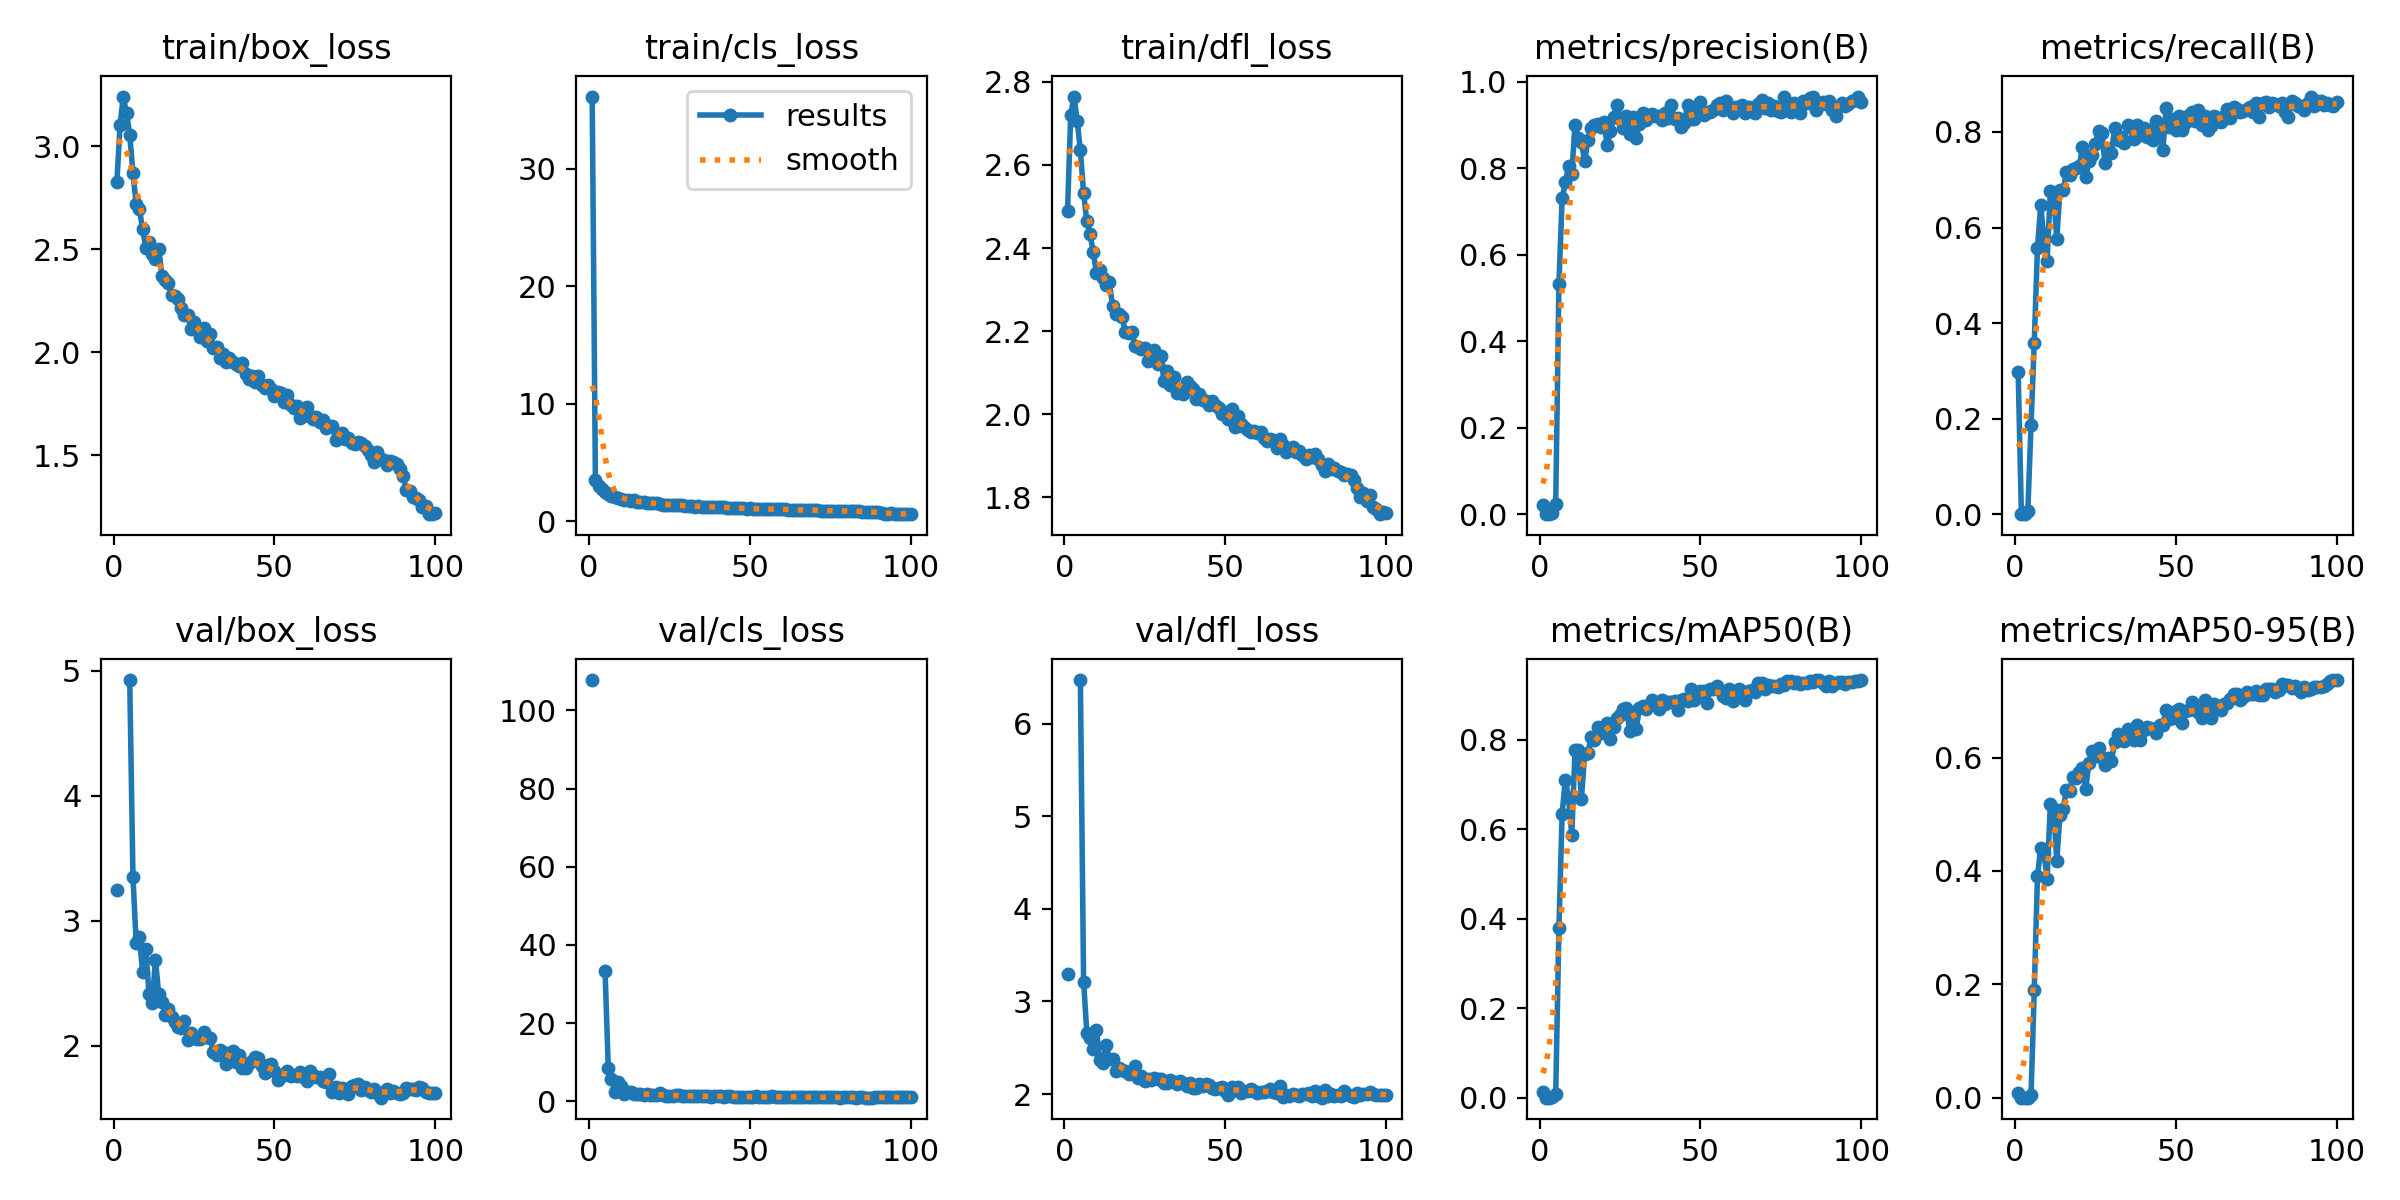 train/box_loss
3.0
2.5
2.0
1.5
0 50 100
train/cls_loss
results
smooth
30
20
10
0
0 50 100
train/dfl_loss
2.8
2.6
2.4
2.2
2.0
1.8
0 50 100
metrics/precision(B)
1.0
0.8
0.6
0.4
0.2
0.0
0 50 100
metrics/recall(B)
0.8
0.6
0.4
0.2
0.0
0 50 100
val/box_loss
5
4
3
2
0 50 100
val/cls_loss
100
80
60
40
20
0
0 50 100
val/dfl_loss
6
5
4
3
2
0 50 100
metrics/mAP50(B)
0.8
0.6
0.4
0.2
0.0
0 50 100
metrics/mAP50-95(B)
0.6
0.4
0.2
0.0
0 50 100